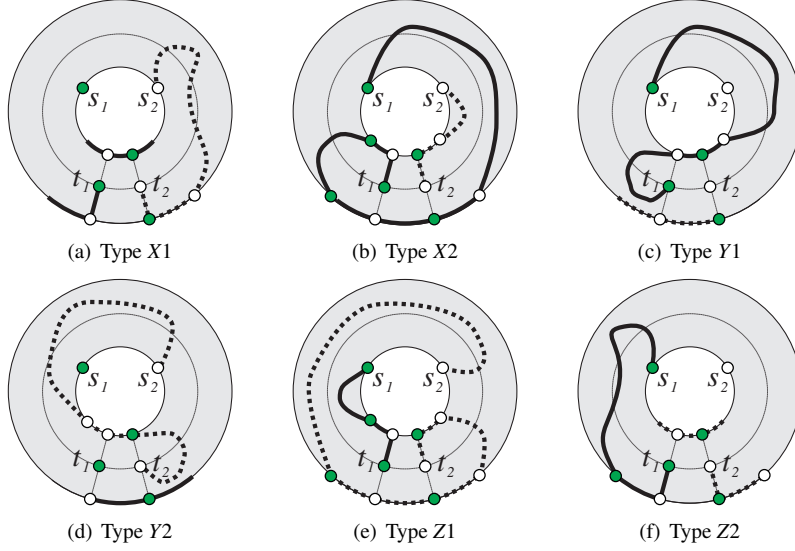 s1 s2
t1 t2
(a) Type X1
s1 s2
t1 t2
(b) Type X2
s1 s2
t1 t2
(c) Type Y1
s1 s2
t1 t2
(d) Type Y2
s1 s2
t1 t2
(e) Type Z1
s1 s2
t1 t2
(f) Type Z2